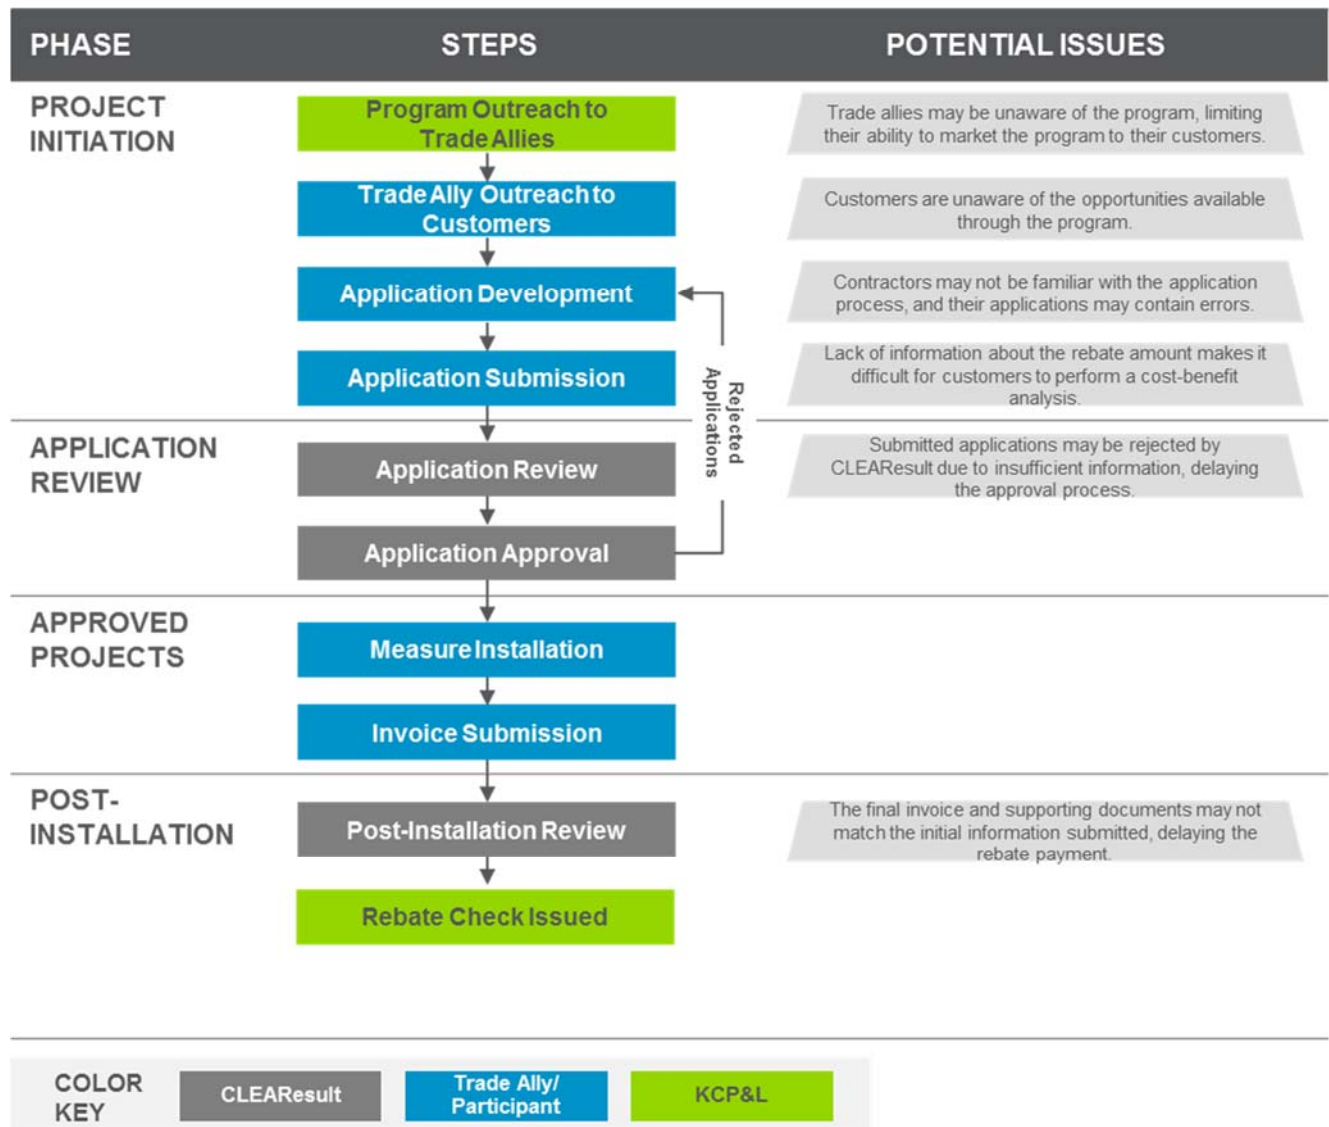 PHASE
STEPS
POTENTIAL ISSUES
PROJECT
INITIATION
Program Outreach to
Trade Allies
Trade allies may be unaware of the program, limiting
their ability to market the program to their customers.
Trade Ally Outreach to
Customers
Customers are unaware of the opportunities available
through the program.
Application Development
Contractors may not be familiar with the application
process, and their applications may contain errors.
Application Submission
Lack of information about the rebate amount makes it
difficult for customers to perform a cost-benefit
analysis.
Rejected
Applications
APPLICATION
REVIEW
Application Review
Submitted applications may be rejected by
CLEAResult due to insufficient information, delaying
the approval process.
Application Approval
APPROVED
PROJECTS
Measure Installation
Invoice Submission
POST-
INSTALLATION
Post-Installation Review
The final invoice and supporting documents may not
match the initial information submitted, delaying the
rebate payment.
Rebate Check Issued
COLOR
KEY
CLEAResult
Trade Ally/
Participant
KCP&L